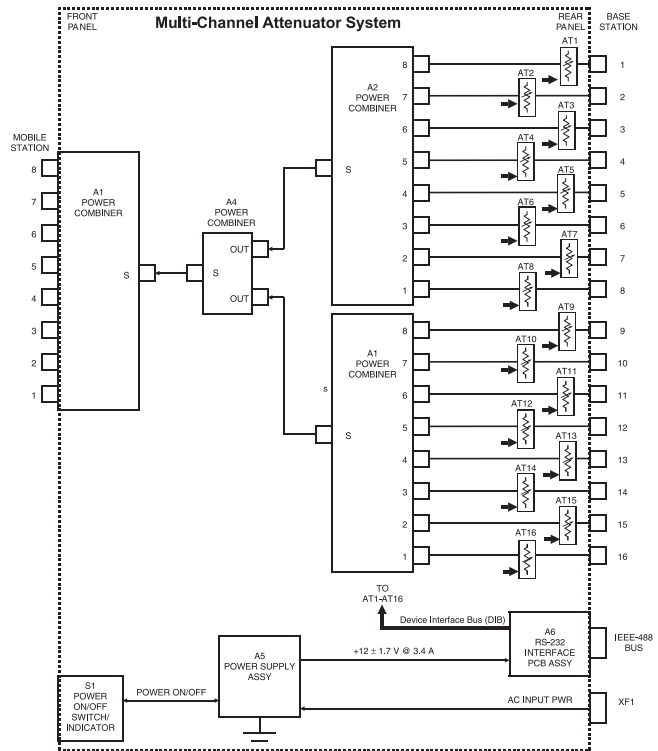 FRONT
PANEL
Multi-Channel Attenuator System
REAR
PANEL
BASE
STATION
MOBILE
STATION
8
7
6
5
4
3
2
1
A1
POWER
COMBINER
S
A4
POWER
COMBINER
OUT
S
OUT
A2
POWER
COMBINER
S
8
7
6
5
4
3
2
1
AT1
1
AT2
2
AT3
3
AT4
4
AT5
5
AT6
6
AT7
7
AT8
8
A1
POWER
COMBINER
s
S
8
7
6
5
4
3
2
1
AT9
9
AT10
10
AT11
11
AT12
12
AT13
13
AT14
14
AT15
15
AT16
16
TO
AT1-AT16
Device Interface Bus (DIB)
A6
RS-232
INTERFACE
PCB ASSY
IEEE-488
BUS
A5
POWER SUPPLY
ASSY
+12 ± 1.7 V @ 3.4 A
S1
POWER
ON/OFF
SWITCH/
INDICATOR
POWER ON/OFF
AC INPUT PWR
XF1